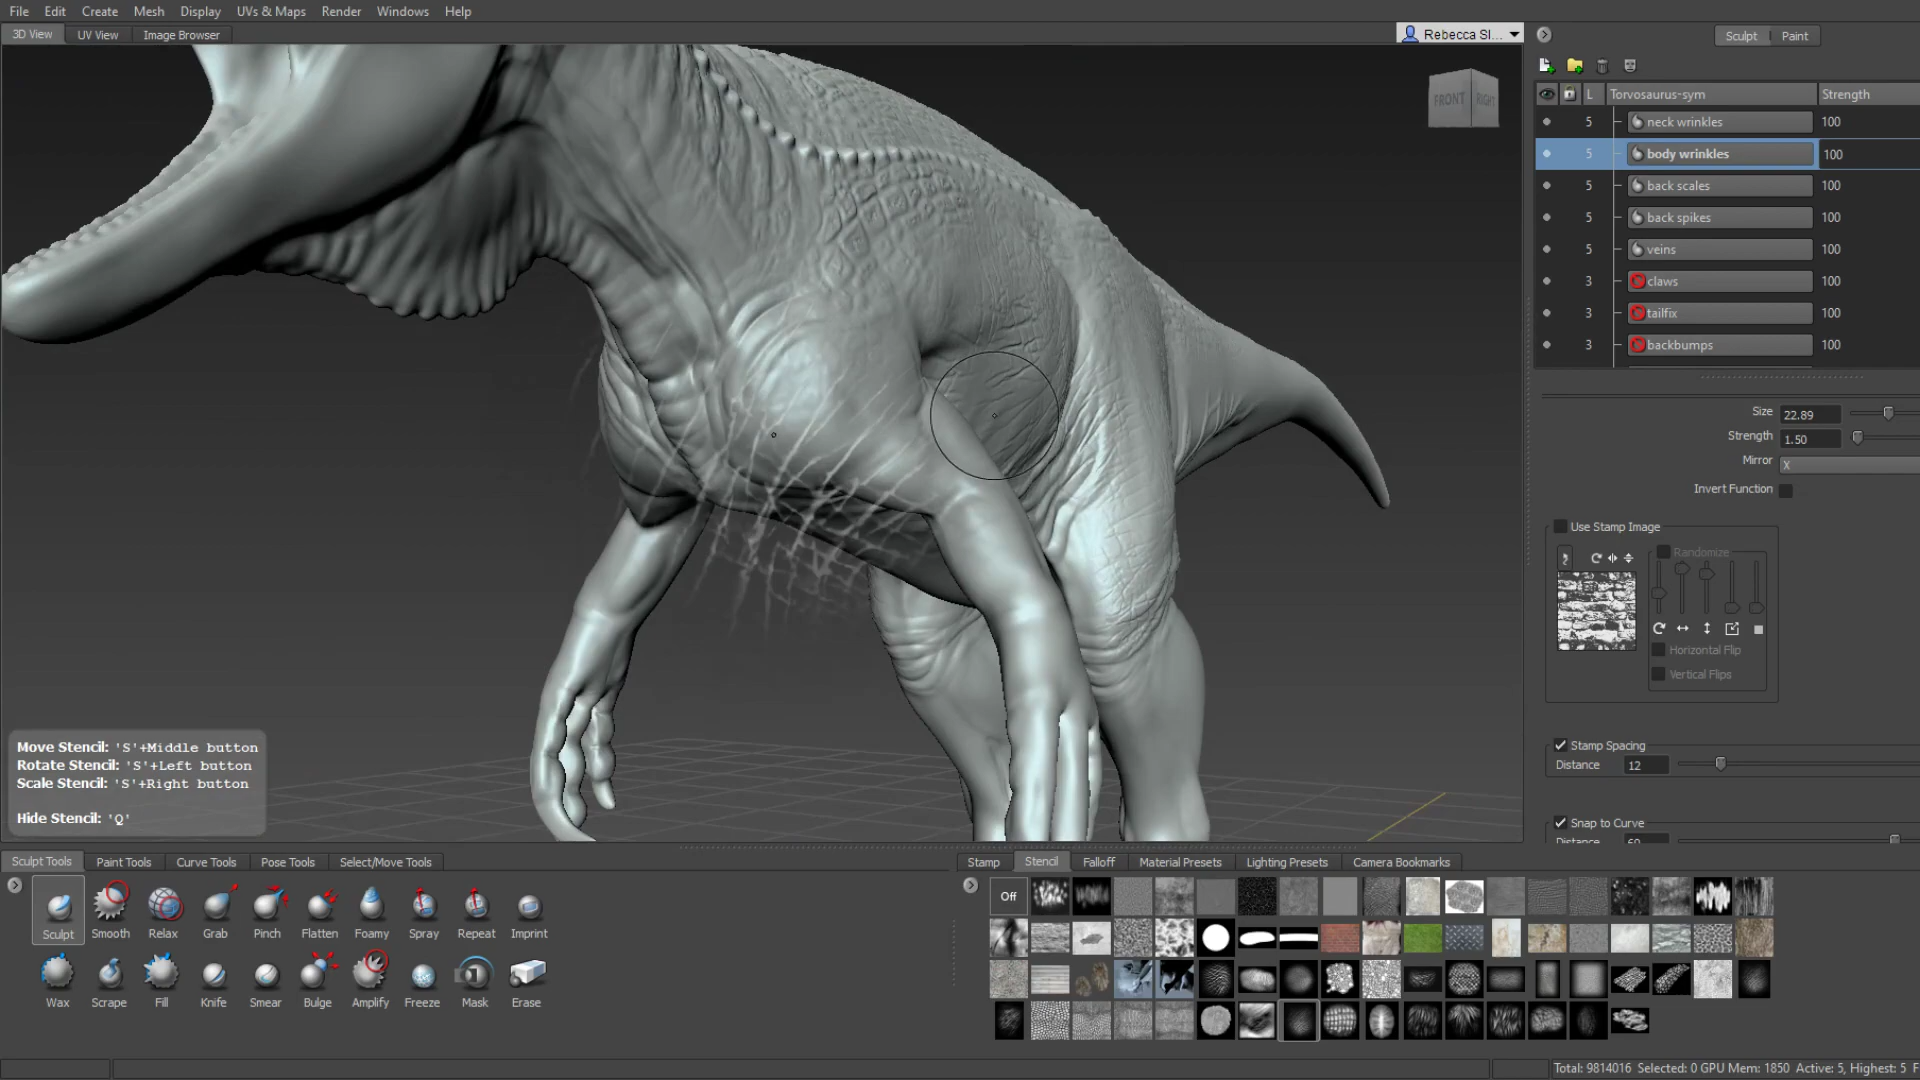 File Edit Create Mesh Display UVs & Maps Render Windows Help
3D View UV View Image Browser
Rebecca Sl...
Sculpt Paint
FRONT RIGHT
L Torvosaurus-sym Strength
5 neck wrinkles 100
5 body wrinkles 100
5 back scales 100
5 back spikes 100
5 veins 100
3 claws 100
3 tailfix 100
3 backbumps 100
Size 22.89
Strength 1.50
Mirror X
Invert Function
Use Stamp Image
Randomize
Horizontal Flip
Vertical Flips
Stamp Spacing
Distance 12
Snap to Curve
Distance 60
Move Stencil: 'S'+Middle button
Rotate Stencil: 'S'+Left button
Scale Stencil: 'S'+Right button
Hide Stencil: 'Q'
Sculpt Tools Paint Tools Curve Tools Pose Tools Select/Move Tools
Sculpt Smooth Relax Grab Pinch Flatten Foamy Spray Repeat Imprint
Wax Scrape Fill Knife Smear Bulge Amplify Freeze Mask Erase
Stamp Stencil Falloff Material Presets Lighting Presets Camera Bookmarks
Off
Total: 9814016 Selected: 0 GPU Mem: 1850 Active: 5, Highest: 5 F